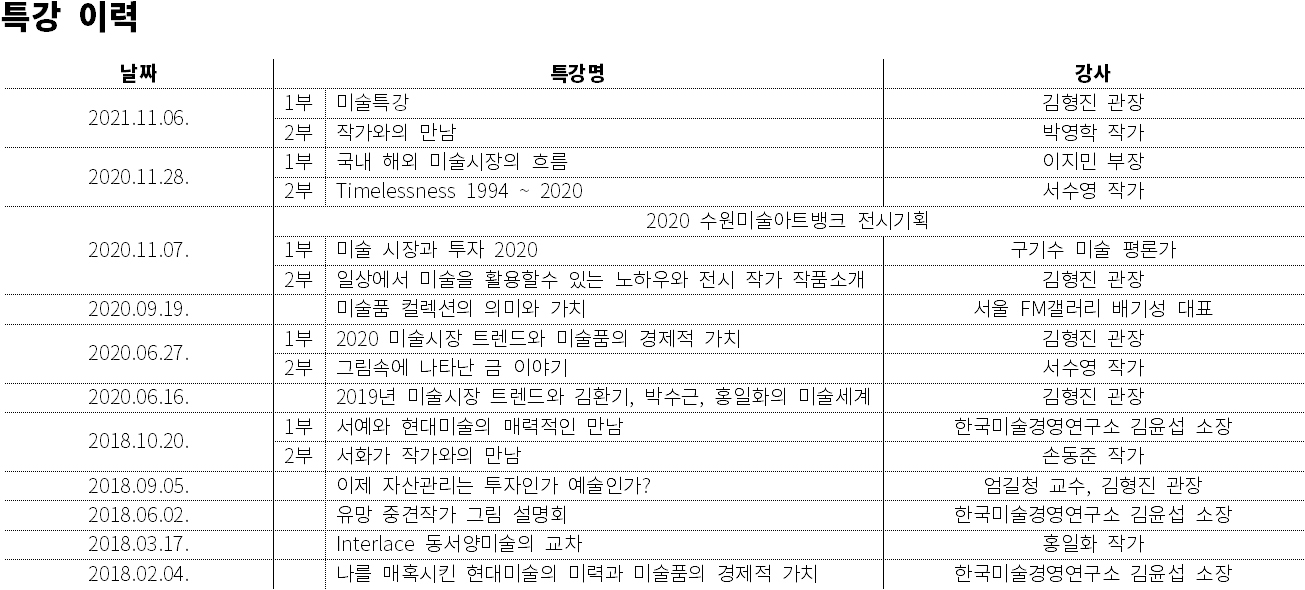 특강 이력
날짜 특강명 강사
2021.11.06. 1부 미술특강 김형진 관장
2부 작가와의 만남 박영학 작가
2020.11.28. 1부 국내 해외 미술시장의 흐름 이지민 부장
2부 Timelessness 1994 ~ 2020 서수영 작가
2020.11.07. 2020 수원미술아트뱅크 전시기획
1부 미술 시장과 투자 2020 구기수 미술 평론가
2부 일상에서 미술을 활용할수 있는 노하우와 전시 작가 작품소개 김형진 관장
2020.09.19. 미술품 컬렉션의 의미와 가치 서울 FM갤러리 배기성 대표
2020.06.27. 1부 2020 미술시장 트렌드와 미술품의 경제적 가치 김형진 관장
2부 그림속에 나타난 금 이야기 서수영 작가
2020.06.16. 2019년 미술시장 트렌드와 김환기, 박수근, 홍일화의 미술세계 김형진 관장
2018.10.20. 1부 서예와 현대미술의 매력적인 만남 한국미술경영연구소 김윤섭 소장
2부 서화가 작가와의 만남 손동준 작가
2018.09.05. 이제 자산관리는 투자인가 예술인가? 엄길청 교수, 김형진 관장
2018.06.02. 유망 중견작가 그림 설명회 한국미술경영연구소 김윤섭 소장
2018.03.17. Interlace 동서양미술의 교차 홍일화 작가
2018.02.04. 나를 매혹시킨 현대미술의 미력과 미술품의 경제적 가치 한국미술경영연구소 김윤섭 소장